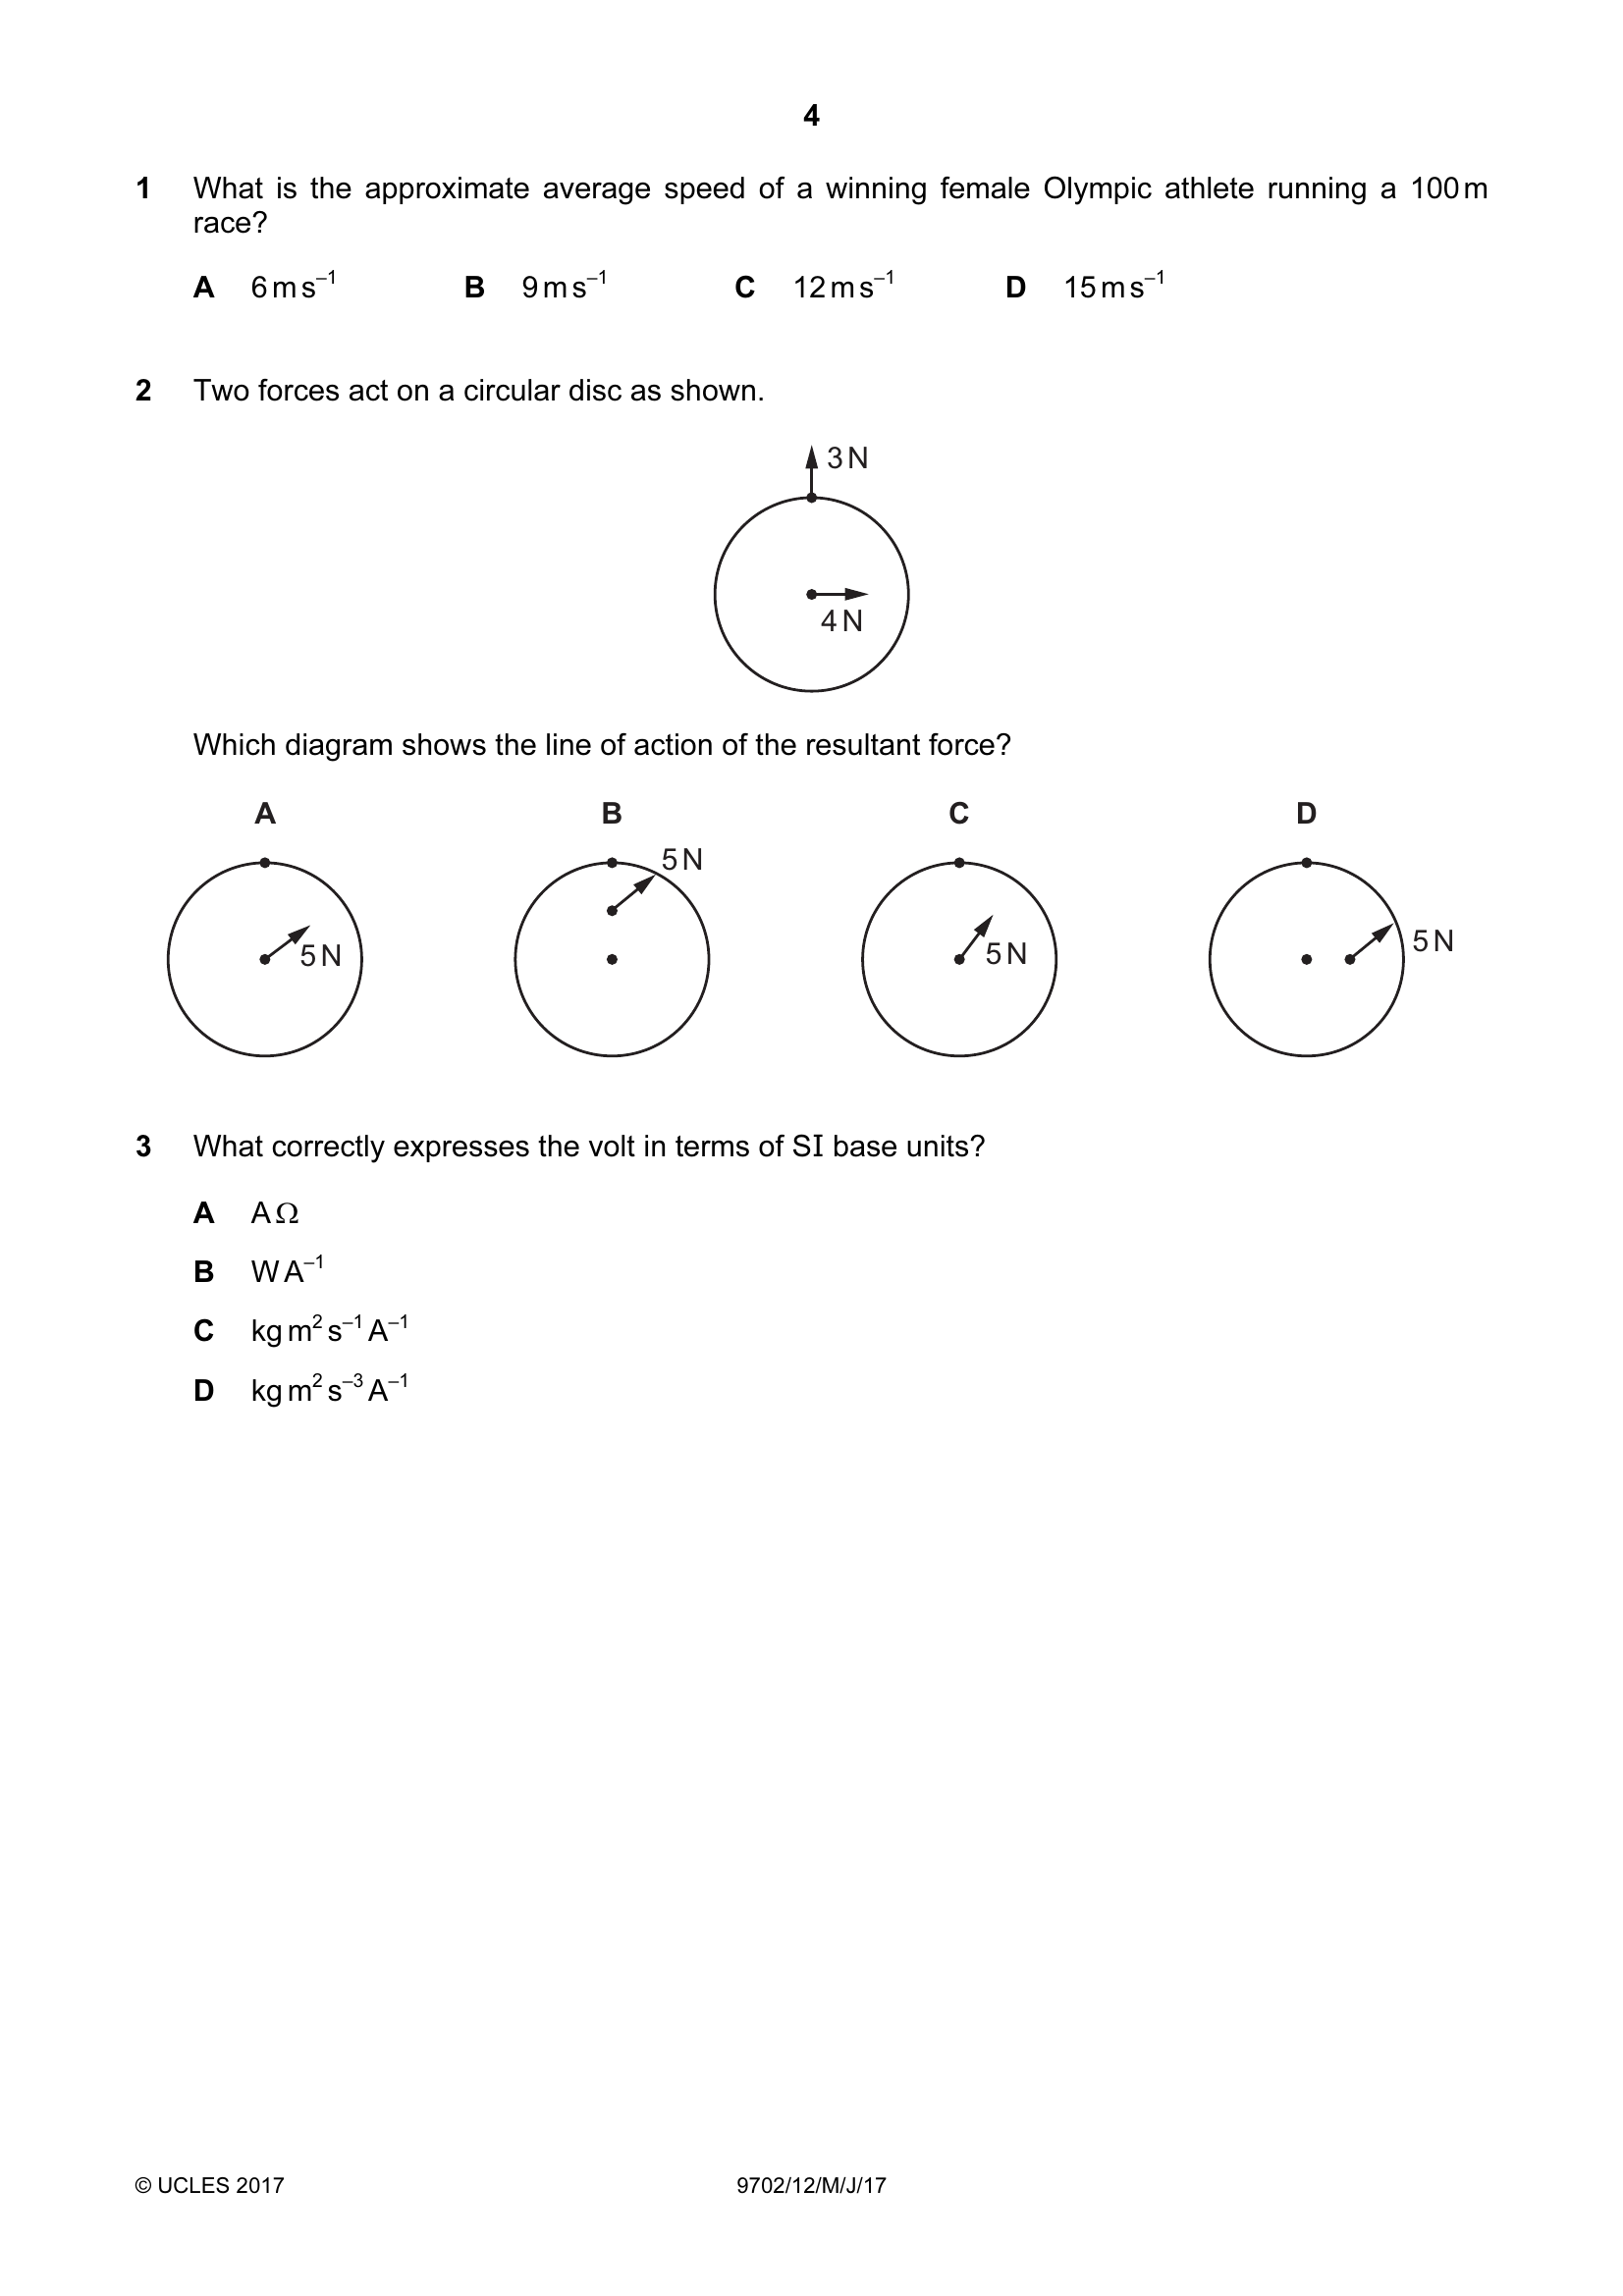 4
1 What is the approximate average speed of a winning female Olympic athlete running a 100 m
race?
A 6 m s⁻¹ B 9 m s⁻¹ C 12 m s⁻¹ D 15 m s⁻¹
2 Two forces act on a circular disc as shown.
3 N
4 N
Which diagram shows the line of action of the resultant force?
A B C D
5 N 5 N 5 N 5 N
3 What correctly expresses the volt in terms of SI base units?
A A Ω
B W A⁻¹
C kg m² s⁻¹ A⁻¹
D kg m² s⁻³ A⁻¹
© UCLES 2017 9702/12/M/J/17